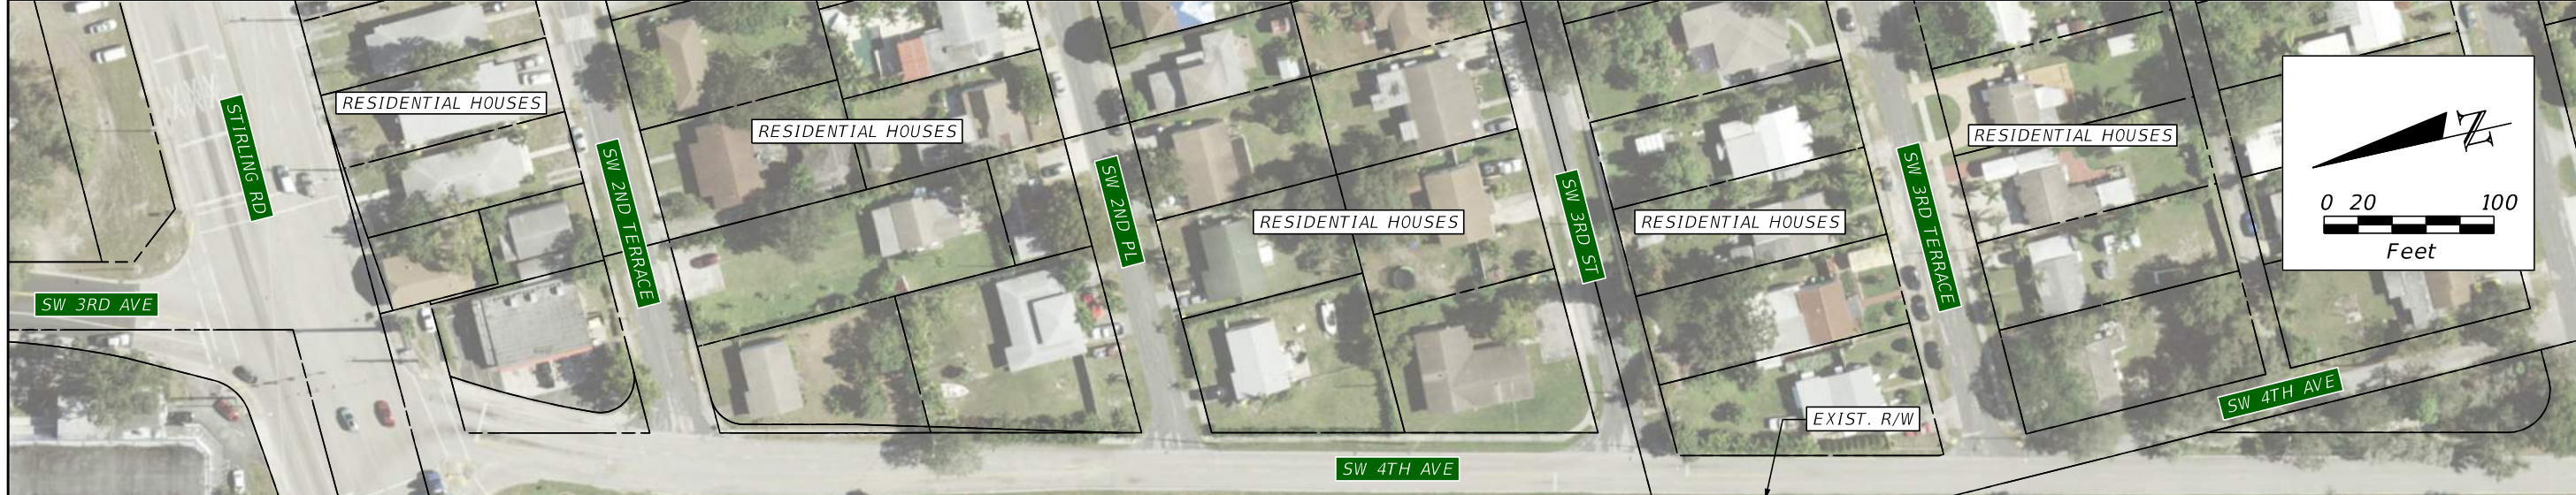 STIRLING RD
RESIDENTIAL HOUSES
SW 2ND TERRACE
RESIDENTIAL HOUSES
SW 2ND PL
RESIDENTIAL HOUSES
SW 3RD ST
RESIDENTIAL HOUSES
SW 3RD TERRACE
RESIDENTIAL HOUSES
N
0 20 100
Feet
SW 3RD AVE
SW 4TH AVE
EXIST. R/W
SW 4TH AVE